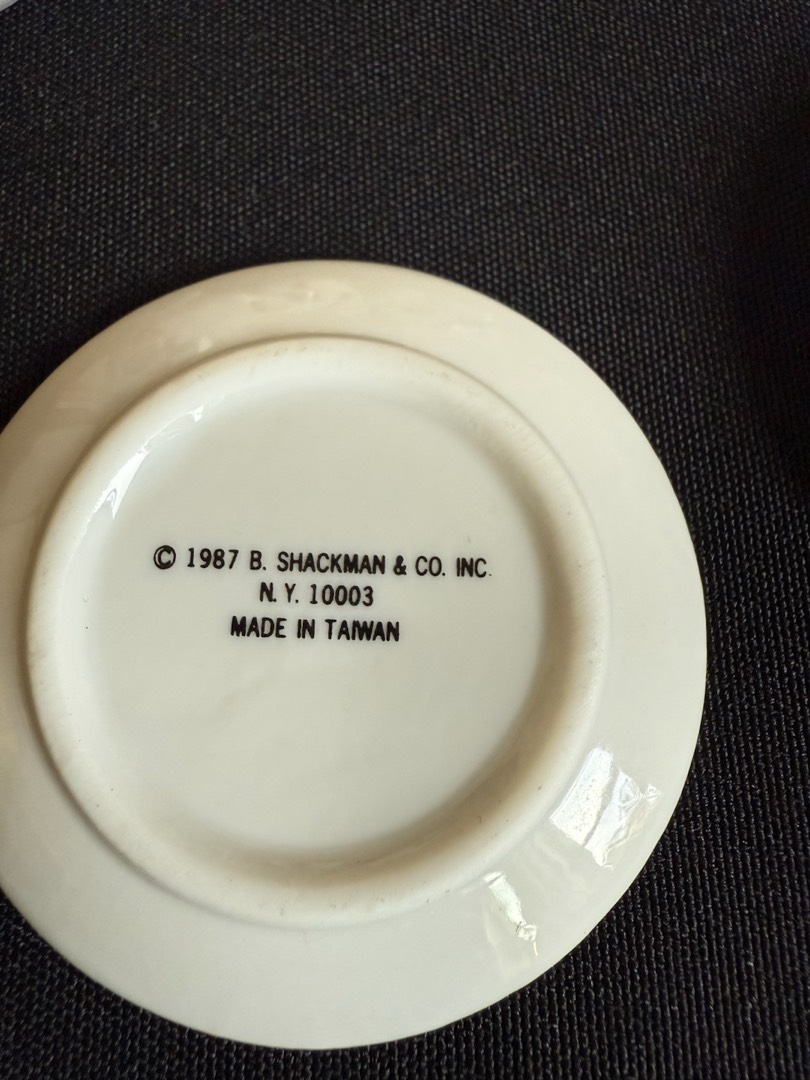 © 1987 B. SHACKMAN & CO. INC.
N.Y. 10003
MADE IN TAIWAN